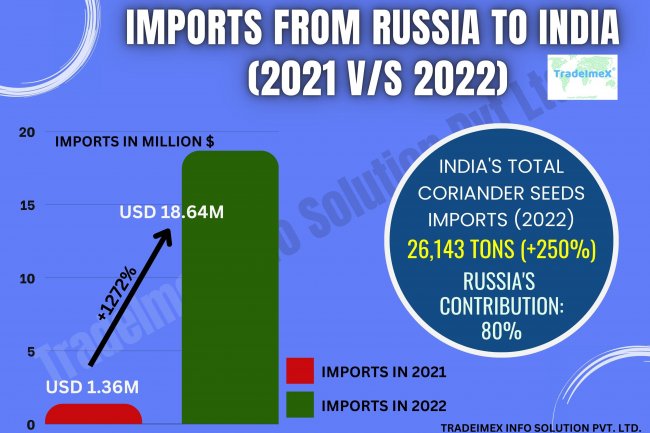 IMPORTS FROM RUSSIA TO INDIA
(2021 V/S 2022)
TradeImeX®
20
IMPORTS IN MILLION $
15
10
5
0
USD 18.64M
+1272%
USD 1.36M
INDIA'S TOTAL
CORIANDER SEEDS
IMPORTS (2022)
26,143 TONS (+250%)
RUSSIA'S
CONTRIBUTION:
80%
IMPORTS IN 2021
IMPORTS IN 2022
TRADEIMEX INFO SOLUTION PVT. LTD.
TradeImeX Info Solution Pvt Ltd.